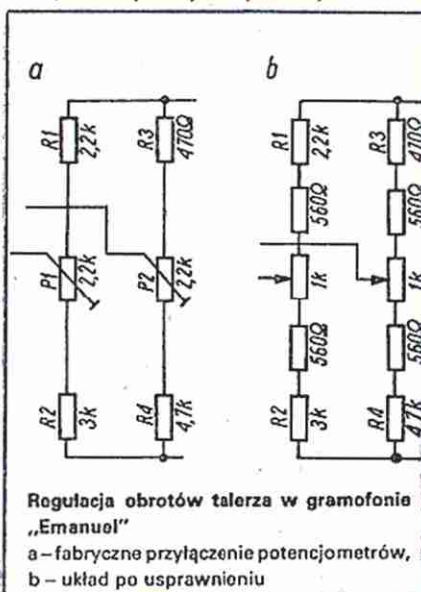 a
b
R1
2,2k
R3
470Ω
R1
2,2k
R3
470Ω
560Ω
560Ω
P1
2,2k
P2
2,2k
1k
1k
560Ω
560Ω
R2
3k
R4
4,7k
R2
3k
R4
4,7k
Regulacja obrotów talerza w gramofonie
„Emanuel”
a – fabryczne przyłączenie potencjometrów,
b – układ po usprawnieniu